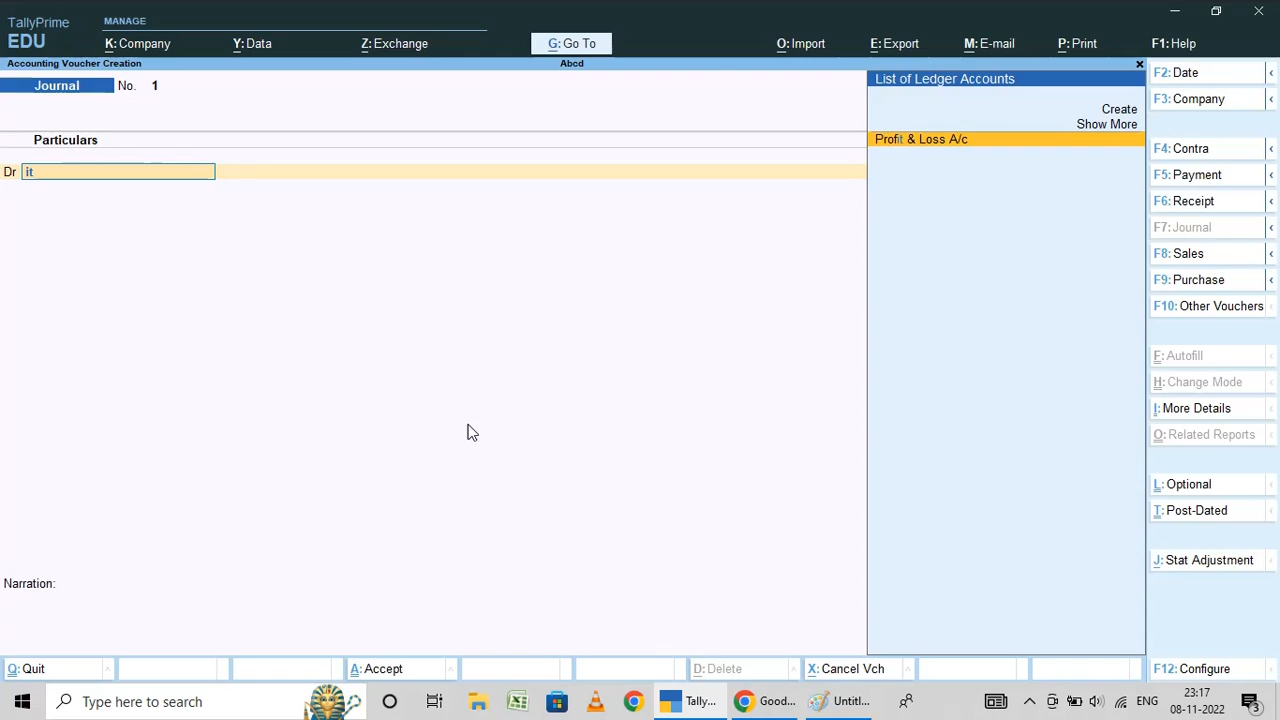 TallyPrime
EDU
MANAGE
K: Company
Y: Data
Z: Exchange
G: Go To
O: Import
E: Export
M: E-mail
P: Print
F1: Help
Accounting Voucher Creation
Abcd
Journal No. 1
Particulars
Dr it
Narration:
List of Ledger Accounts
Create
Show More
Profit & Loss A/c
F2: Date
F3: Company
F4: Contra
F5: Payment
F6: Receipt
F7: Journal
F8: Sales
F9: Purchase
F10: Other Vouchers
F: Autofill
H: Change Mode
I: More Details
O: Related Reports
L: Optional
T: Post-Dated
J: Stat Adjustment
Q: Quit
A: Accept
D: Delete
X: Cancel Vch
F12: Configure
Type here to search
Tally...
Good...
Untitl...
ENG
23:17
08-11-2022
3